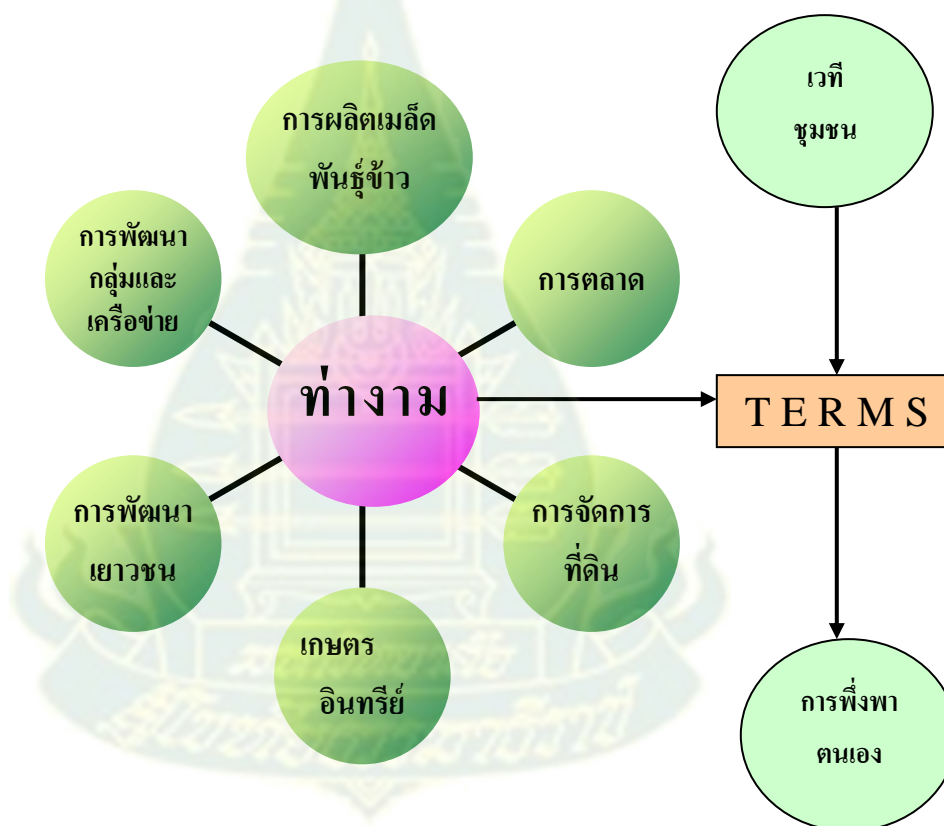 การผลิตเมล็ด
พันธุ์ข้าว
การพัฒนา
กลุ่มและ
เครือข่าย
การตลาด
ท่างาม
การพัฒนา
เยาวชน
การจัดการ
ที่ดิน
เกษตร
อินทรีย์
เวที
ชุมชน
T E R M S
การพึ่งพา
ตนเอง